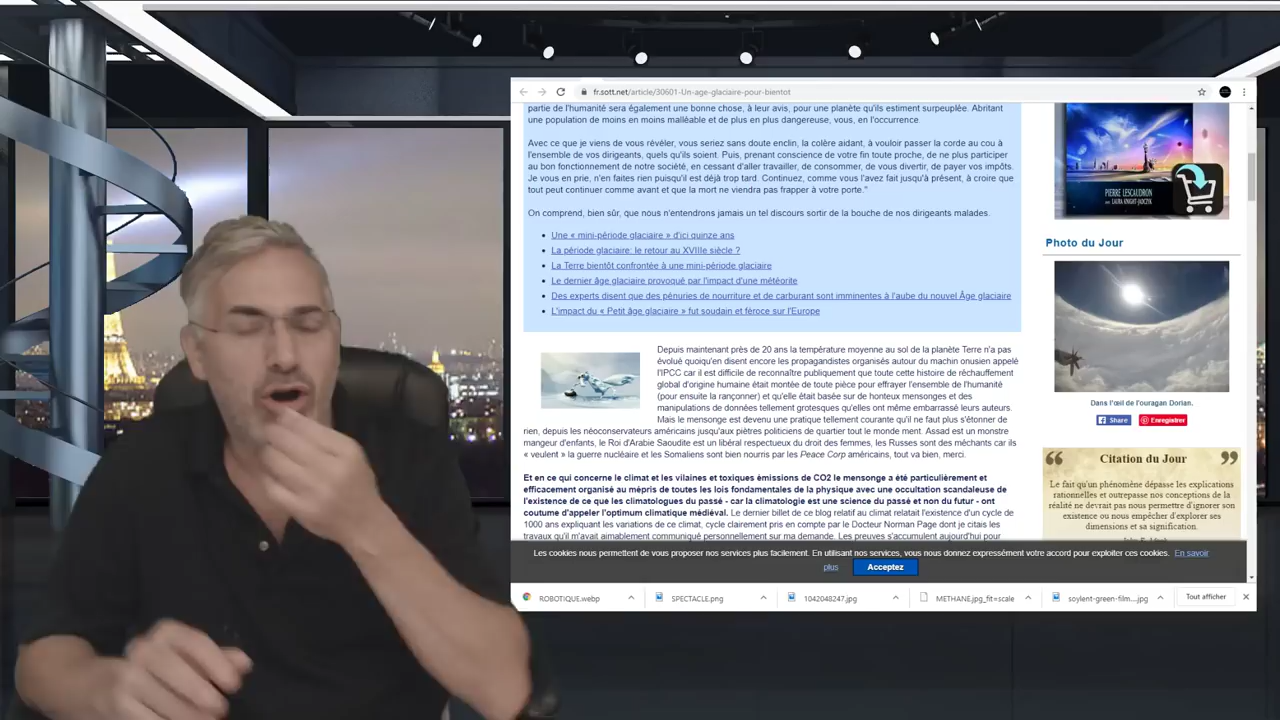 fr.sott.net/article/30601-Un-age-glaciaire-pour-bientot
partie de l'humanité sera également une bonne chose, à leur avis, pour une planète qu'ils estiment surpeuplée. Abritant
une population de moins en moins malléable et de plus en plus dangereuse, vous, en l'occurrence.
Avec ce que je viens de vous révéler, vous seriez sans doute enclin, la colère aidant, à vouloir passer la corde au cou à
l'ensemble de vos dirigeants, quels qu'ils soient. Puis, prenant conscience de votre fin toute proche, de ne plus participer
au bon fonctionnement de notre société, en cessant d'aller travailler, de consommer, de vous divertir, de payer vos impôts.
Je vous en prie, n'en faites rien puisqu'il est déjà trop tard. Continuez, comme vous l'avez fait jusqu'à présent, à croire que
tout peut continuer comme avant et que la mort ne viendra pas frapper à votre porte."
On comprend, bien sûr, que nous n'entendrons jamais un tel discours sortir de la bouche de nos dirigeants malades.
Une « mini-période glaciaire » d'ici quinze ans
La période glaciaire: le retour au XVIIIe siècle ?
La Terre bientôt confrontée à une mini-période glaciaire
Le dernier âge glaciaire provoqué par l'impact d'une météorite
Des experts disent que des pénuries de nourriture et de carburant sont imminentes à l'aube du nouvel Âge glaciaire
L'impact du « Petit âge glaciaire » fut soudain et féroce sur l'Europe
Depuis maintenant près de 20 ans la température moyenne au sol de la planète Terre n'a pas
évolué quoiqu'en disent encore les propagandistes organisés autour du machin onusien appelé
l'IPCC car il est difficile de reconnaître publiquement que toute cette histoire de réchauffement
global d'origine humaine était montée de toute pièce pour effrayer l'ensemble de l'humanité
(pour ensuite la rançonner) et qu'elle était basée sur de honteux mensonges et des
manipulations de données tellement grotesques qu'elles ont même embarrassé leurs auteurs.
Mais le mensonge est devenu une pratique tellement courante qu'il ne faut plus s'étonner de
rien, depuis les néoconservateurs américains jusqu'aux piètres politiciens de quartier tout le monde ment. Assad est un monstre
mangeur d'enfants, le Roi d'Arabie Saoudite est un libéral respectueux du droit des femmes, les Russes sont des méchants car ils
« veulent » la guerre nucléaire et les Somaliens sont bien nourris par les Peace Corp américains, tout va bien, merci.
Et en ce qui concerne le climat et les vilaines et toxiques émissions de CO2 le mensonge a été particulièrement et
efficacement organisé au mépris de toutes les lois fondamentales de la physique avec une occultation scandaleuse de
l'existence de ce que les climatologues du passé - car la climatologie est une science du passé et non du futur - ont
coutume d'appeler l'optimum climatique médiéval. Le dernier billet de ce blog relatif au climat relatait l'existence d'un cycle de
1000 ans expliquant les variations de ce climat, cycle clairement pris en compte par le Docteur Norman Page dont je citais les
travaux qu'il m'avait aimablement communiqué personnellement sur ma demande. Les preuves s'accumulent aujourd'hui pour
PIERRE LESCAUDRON
Photo du Jour
Dans l'œil de l'ouragan Dorian.
Share Enregistrer
Citation du Jour
Le fait qu'un phénomène dépasse les explications
rationnelles et outrepasse nos conceptions de la
réalité ne devrait pas nous permettre d'ignorer son
existence ou nous empêcher d'explorer ses
dimensions et sa signification.
Les cookies nous permettent de vous proposer nos services plus facilement. En utilisant nos services, vous nous donnez expressément votre accord pour exploiter ces cookies. En savoir
plus Acceptez
ROBOTIQUE.webp SPECTACLE.png 1042048247.jpg METHANE.jpg_fit=scale soylent-green-film....jpg Tout afficher